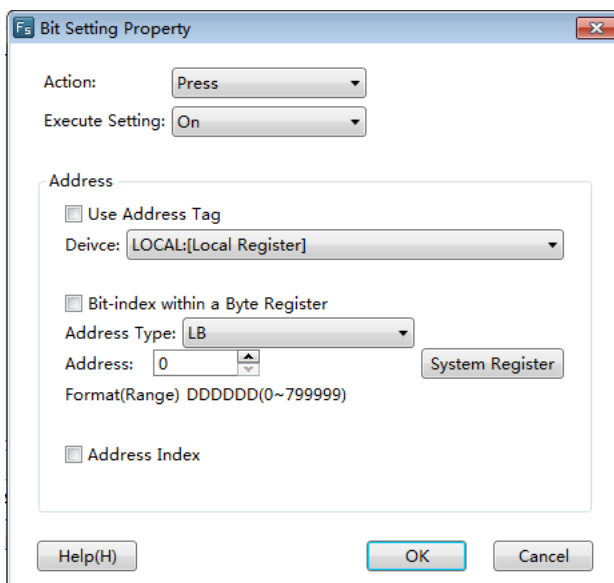 Fs Bit Setting Property
Action: Press
Execute Setting: On
Address
Use Address Tag
Deivce: LOCAL:[Local Register]
Bit-index within a Byte Register
Address Type: LB
Address: 0 System Register
Format(Range) DDDDDD(0~799999)
Address Index
Help(H) OK Cancel